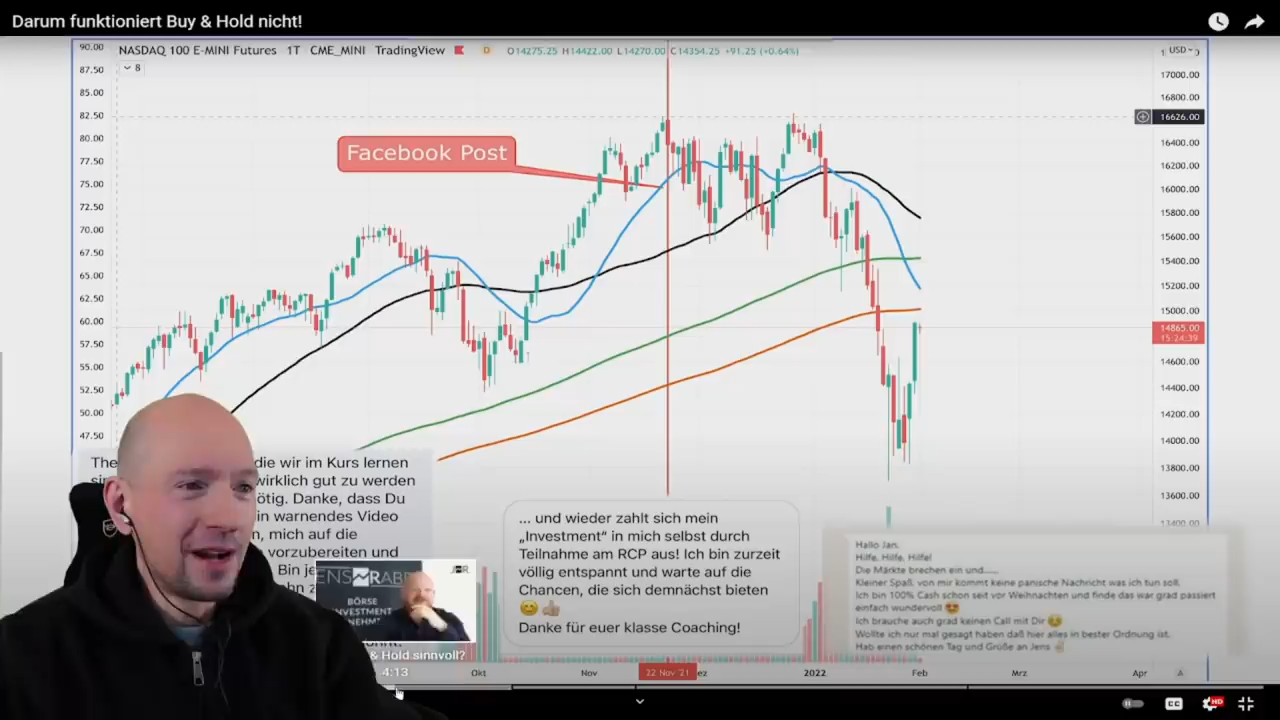 Darum funktioniert Buy & Hold nicht!
NASDAQ 100 E-MINI Futures 1T CME_MINI TradingView D O14275.25 H14422.00 L14270.00 C14354.25 +91.25 (+0.64%)
USD
8
90.00
87.50
85.00
82.50
80.00
77.50
75.00
72.50
70.00
67.50
65.00
62.50
60.00
57.50
55.00
52.50
50.00
47.50
17000.00
16800.00
16626.00
16400.00
16200.00
16000.00
15800.00
15600.00
15400.00
15200.00
15000.00
14865.00
15:24:39
14600.00
14400.00
14200.00
14000.00
13800.00
13600.00
13400.00
Facebook Post
die wir im Kurs lernen
wirklich gut zu werden
Danke, dass Du
in warnendes Video
mich auf die
vorzubereiten und
Bin
BÖRSE
INVESTMENT
& Hold sinnvoll?
4:13
... und wieder zahlt sich mein
„Investment“ in mich selbst durch
Teilnahme am RCP aus! Ich bin zurzeit
völlig entspannt und warte auf die
Chancen, die sich demnächst bieten
😊 👍
Danke für euer klasse Coaching!
Hallo Jan,
Hilfe, Hilfe, Hilfe!
Die Märkte brechen ein und.....
Kleiner Spaß, von mir kommt keine panische Nachricht was ich tun soll.
Ich bin 100% Cash schon seit vor Weihnachten und finde das war grad passiert
einfach wundervoll 😍
Ich brauche auch grad keinen Call mit Dir 😊
Wollte ich nur mal gesagt haben daß hier alles in bester Ordnung ist.
Hab einen schönen Tag und Grüße an Jens
Okt
Nov
22 Nov '21
ez
2022
Feb
Mrz
Apr
A
CC
HD